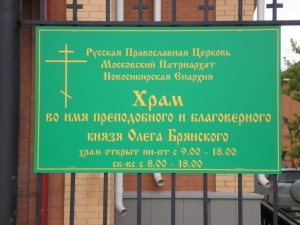 Русская Православная Церковь
Московский Патриархат
Новосибирская Епархия
Храм
во имя преподобного и благоверного
князя Олега Брянского
храм открыт пн-пт с 9.00 - 18.00
ск-вс с 8.00 - 18.00